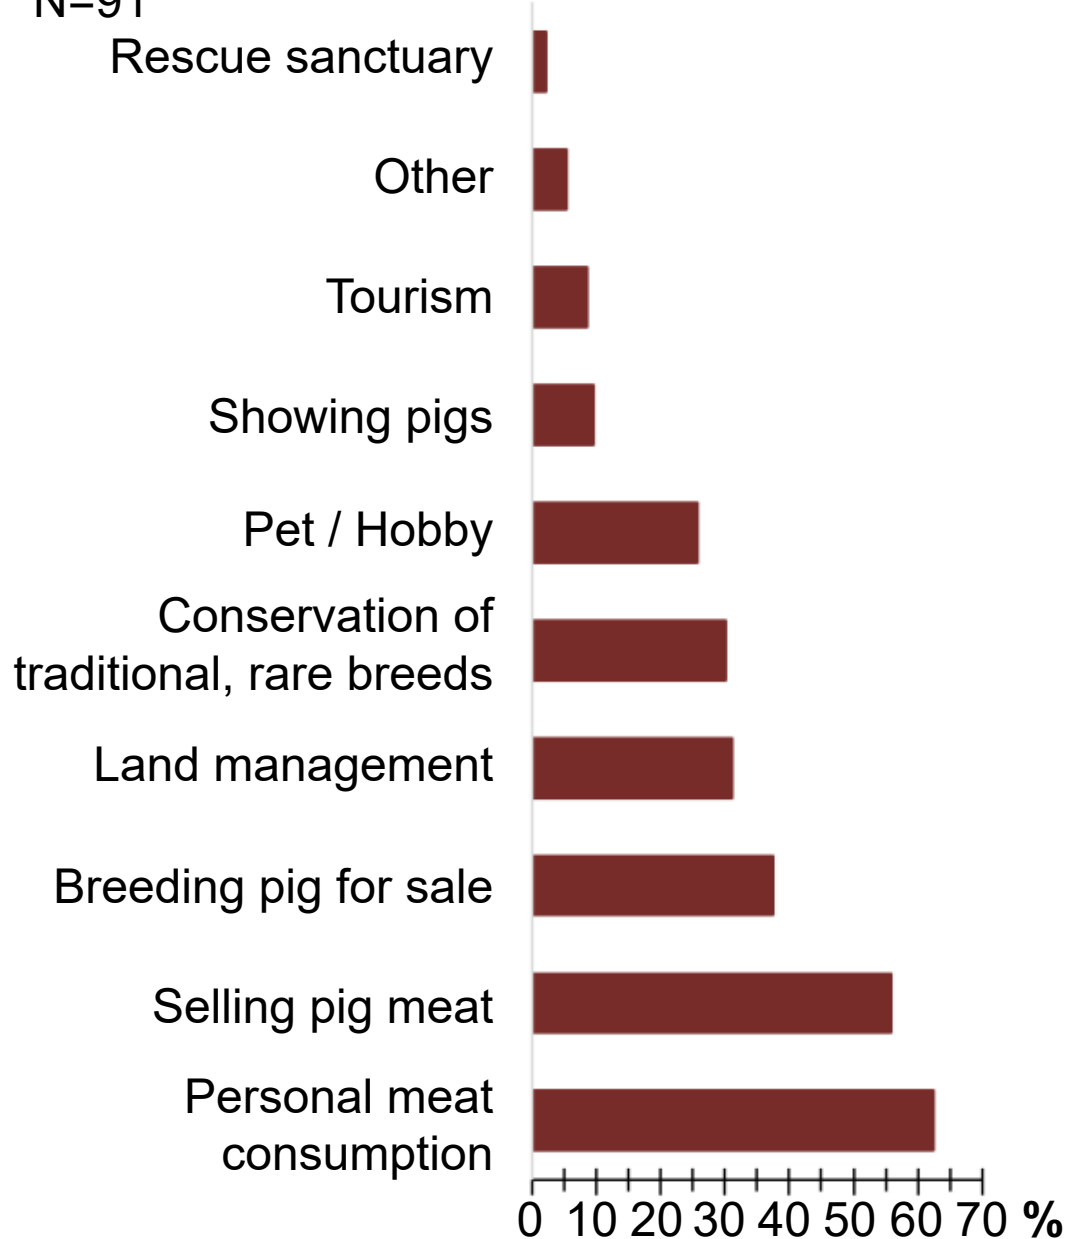 N=91
Rescue sanctuary
Other
Tourism
Showing pigs
Pet / Hobby
Conservation of
traditional, rare breeds
Land management
Breeding pig for sale
Selling pig meat
Personal meat
consumption
0 10 20 30 40 50 60 70 %